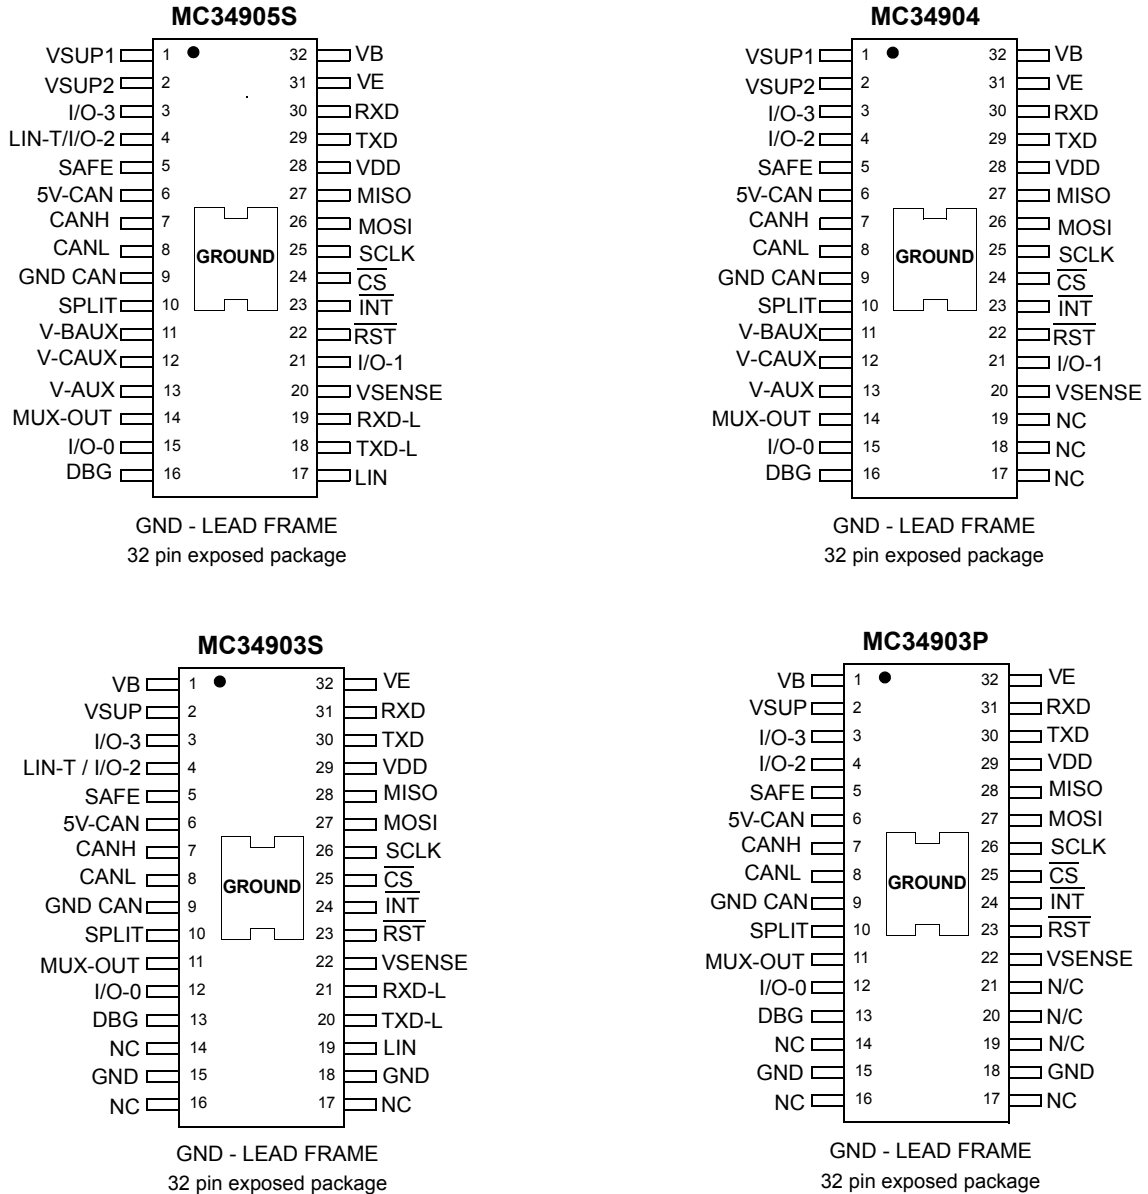 MC34905S
VSUP1 1 32 VB
VSUP2 2 31 VE
I/O-3 3 30 RXD
LIN-T/I/O-2 4 29 TXD
SAFE 5 28 VDD
5V-CAN 6 27 MISO
CANH 7 26 MOSI
CANL 8 GROUND 25 SCLK
GND CAN 9 24 CS
SPLIT 10 23 INT
V-BAUX 11 22 RST
V-CAUX 12 21 I/O-1
V-AUX 13 20 VSENSE
MUX-OUT 14 19 RXD-L
I/O-0 15 18 TXD-L
DBG 16 17 LIN
GND - LEAD FRAME
32 pin exposed package
MC34904
VSUP1 1 32 VB
VSUP2 2 31 VE
I/O-3 3 30 RXD
I/O-2 4 29 TXD
SAFE 5 28 VDD
5V-CAN 6 27 MISO
CANH 7 26 MOSI
CANL 8 GROUND 25 SCLK
GND CAN 9 24 CS
SPLIT 10 23 INT
V-BAUX 11 22 RST
V-CAUX 12 21 I/O-1
V-AUX 13 20 VSENSE
MUX-OUT 14 19 NC
I/O-0 15 18 NC
DBG 16 17 NC
GND - LEAD FRAME
32 pin exposed package
MC34903S
VB 1 32 VE
VSUP 2 31 RXD
I/O-3 3 30 TXD
LIN-T / I/O-2 4 29 VDD
SAFE 5 28 MISO
5V-CAN 6 27 MOSI
CANH 7 26 SCLK
CANL 8 GROUND 25 CS
GND CAN 9 24 INT
SPLIT 10 23 RST
MUX-OUT 11 22 VSENSE
I/O-0 12 21 RXD-L
DBG 13 20 TXD-L
NC 14 19 LIN
GND 15 18 GND
NC 16 17 NC
GND - LEAD FRAME
32 pin exposed package
MC34903P
VB 1 32 VE
VSUP 2 31 RXD
I/O-3 3 30 TXD
I/O-2 4 29 VDD
SAFE 5 28 MISO
5V-CAN 6 27 MOSI
CANH 7 26 SCLK
CANL 8 GROUND 25 CS
GND CAN 9 24 INT
SPLIT 10 23 RST
MUX-OUT 11 22 VSENSE
I/O-0 12 21 N/C
DBG 13 20 N/C
NC 14 19 N/C
GND 15 18 GND
NC 16 17 NC
GND - LEAD FRAME
32 pin exposed package